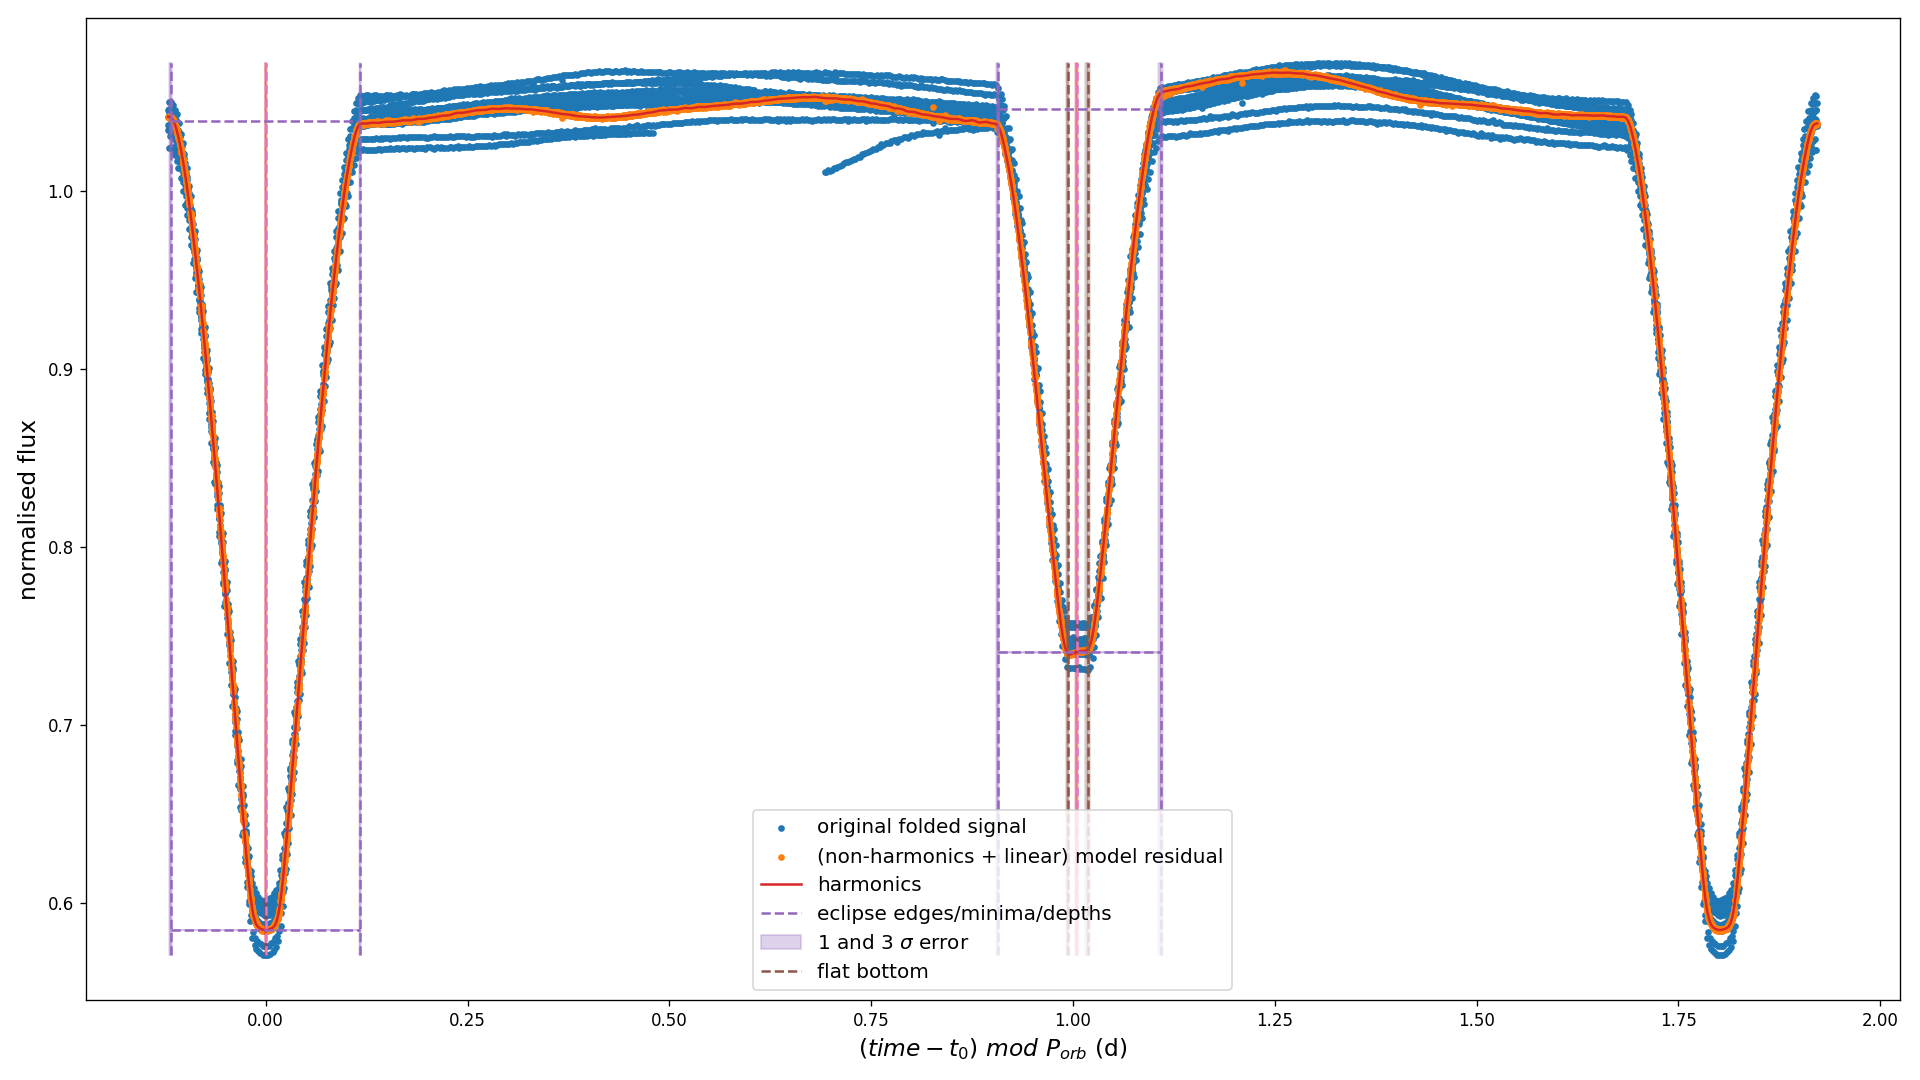 normalised flux
1.0
0.9
0.8
0.7
0.6
original folded signal
(non-harmonics + linear) model residual
harmonics
eclipse edges/minima/depths
1 and 3 σ error
flat bottom
0.00 0.25 0.50 0.75 1.00 1.25 1.50 1.75 2.00
(time − t₀) mod P_orb (d)